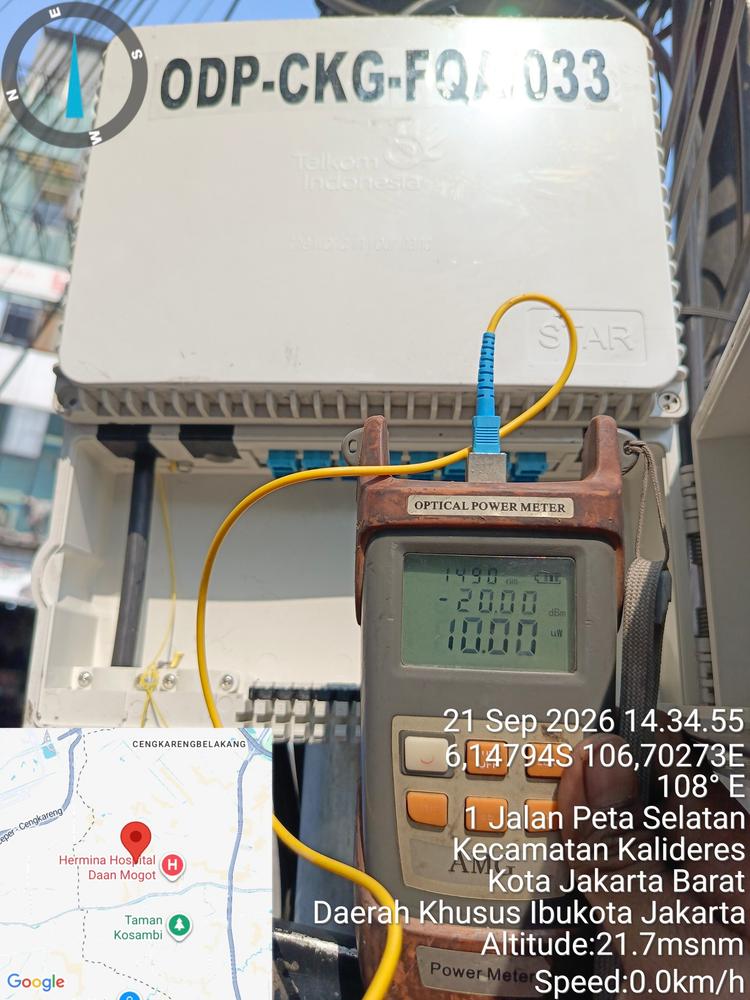 E
S
N
W
ODP-CKG-FQA/033
Telkom
Indonesia
STAR
OPTICAL POWER METER
1490 nm
-20.00 dBm
10.00 uW
AMG
Power Meter
21 Sep 2026 14.34.55
6,14794S 106,70273E
108° E
1 Jalan Peta Selatan
Kecamatan Kalideres
Kota Jakarta Barat
Daerah Khusus Ibukota Jakarta
Altitude:21.7msnm
Speed:0.0km/h
CENGKARENGBELAKANG
Cengkareng
Hermina Hospital
Daan Mogot
H
Taman
Kosambi
Google